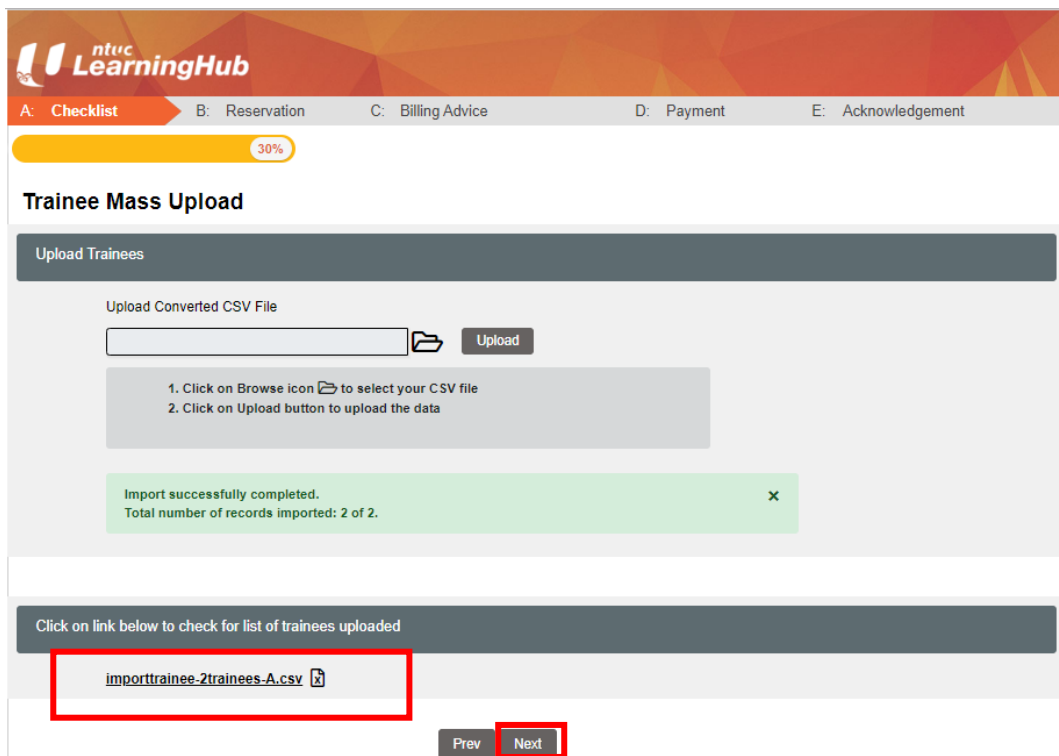 ntuc
LearningHub
A: Checklist B: Reservation C: Billing Advice D: Payment E: Acknowledgement
30%
Trainee Mass Upload
Upload Trainees
Upload Converted CSV File
Upload
1. Click on Browse icon to select your CSV file
2. Click on Upload button to upload the data
Import successfully completed. ×
Total number of records imported: 2 of 2.
Click on link below to check for list of trainees uploaded
importtrainee-2trainees-A.csv
Prev Next